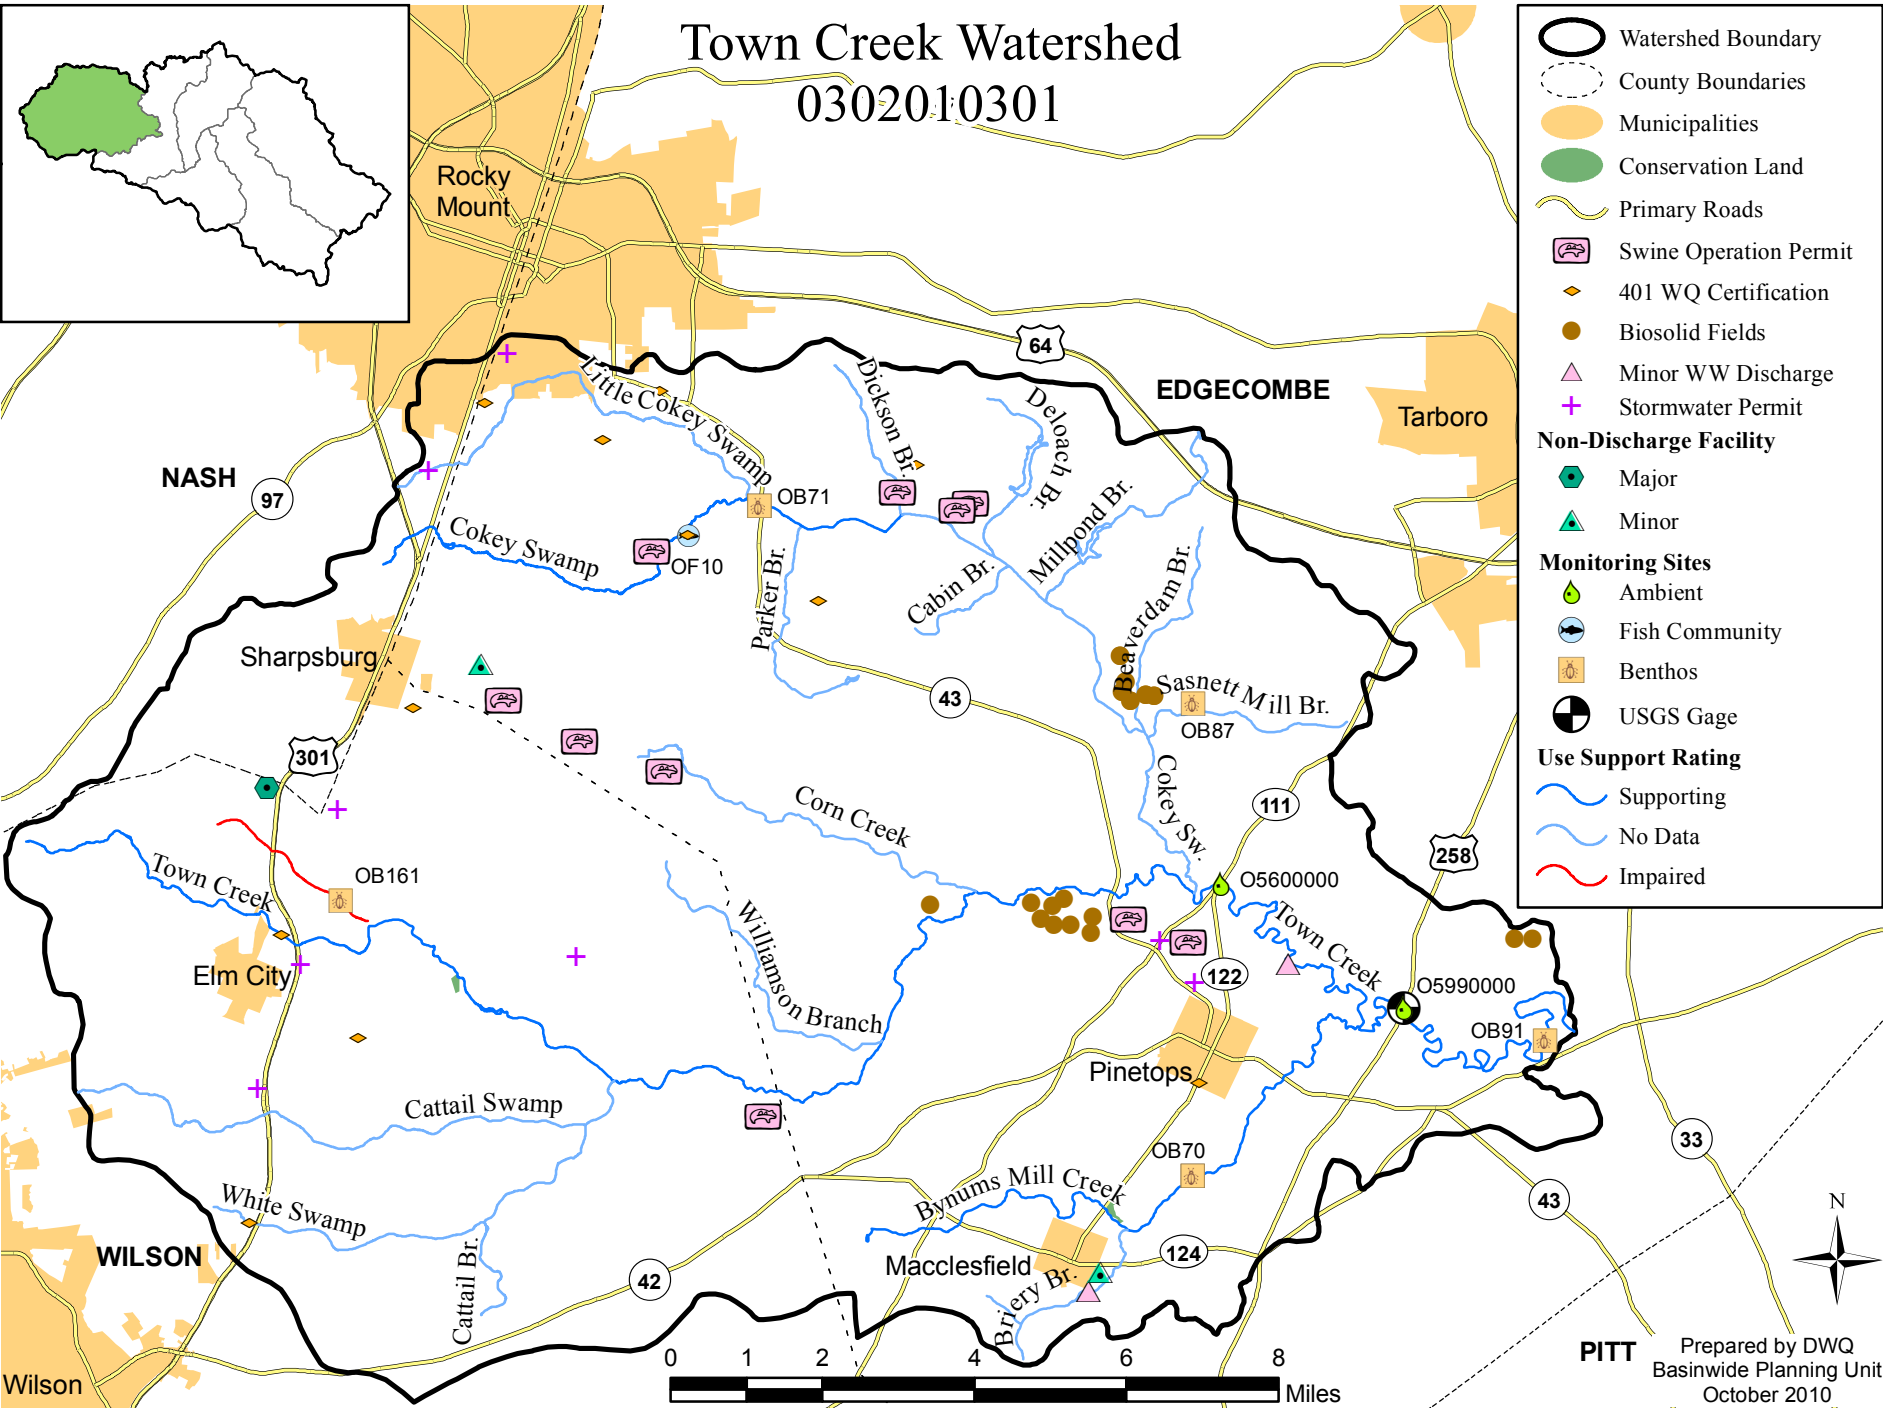 Town Creek Watershed
0302010301
Watershed Boundary
County Boundaries
Municipalities
Conservation Land
Primary Roads
Swine Operation Permit
401 WQ Certification
Biosolid Fields
Minor WW Discharge
Stormwater Permit
Non-Discharge Facility
Major
Minor
Monitoring Sites
Ambient
Fish Community
Benthos
USGS Gage
Use Support Rating
Supporting
No Data
Impaired
Rocky
Mount
64
EDGECOMBE
Tarboro
NASH
97
Little Cokey Swamp
Dickson Br.
Deloach Br.
OB71
Cokey Swamp
OF10
Parker Br.
Cabin Br.
Millpond Br.
Beaverdam Br.
Sharpsburg
43
Sasnett Mill Br.
OB87
301
Corn Creek
Cokey Sw.
111
258
Town Creek
OB161
O5600000
Elm City
Williamson Branch
Town Creek
122
O5990000
OB91
Pinetops
Cattail Swamp
33
OB70
Bynums Mill Creek
White Swamp
43
WILSON
Cattail Br.
42
Macclesfield
124
Briery Br.
N
Wilson
0 1 2 4 6 8
Miles
PITT
Prepared by DWQ
Basinwide Planning Unit
October 2010